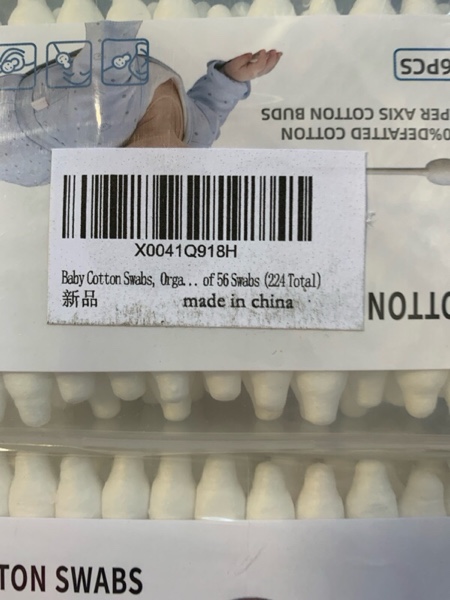 6PCS
PER AXIS COTTON BUDS
0%DEFATTED COTTON
X0041Q918H
Baby Cotton Swabs, Orga... of 56 Swabs (224 Total)
新品 made in china
OTTON
TON SWABS